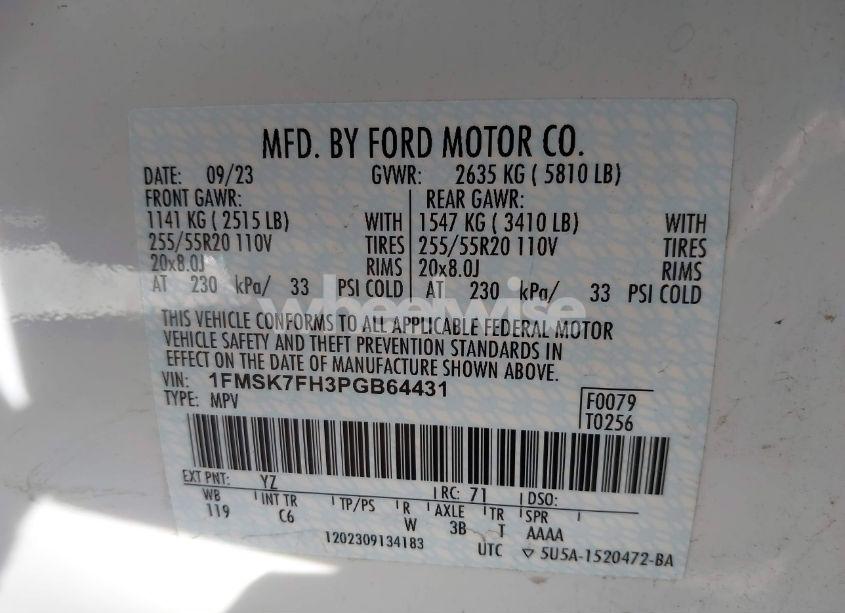 MFD. BY FORD MOTOR CO.
DATE: 09/23 GVWR: 2635 KG ( 5810 LB)
FRONT GAWR: REAR GAWR:
1141 KG ( 2515 LB) WITH 1547 KG ( 3410 LB) WITH
255/55R20 110V TIRES 255/55R20 110V TIRES
20x8.0J RIMS 20x8.0J RIMS
AT 230 kPa/ 33 PSI COLD AT 230 kPa/ 33 PSI COLD
wheelwise
THIS VEHICLE CONFORMS TO ALL APPLICABLE FEDERAL MOTOR
VEHICLE SAFETY AND THEFT PREVENTION STANDARDS IN
EFFECT ON THE DATE OF MANUFACTURE SHOWN ABOVE.
VIN: 1FMSK7FH3PGB64431
TYPE: MPV
F0079
T0256
EXT PNT: YZ RC: 71 DSO:
WB INT TR TP/PS R AXLE TR SPR
119 C6 W 3B T AAAA
1202309134183 UTC ▽ 5U5A-1520472-BA